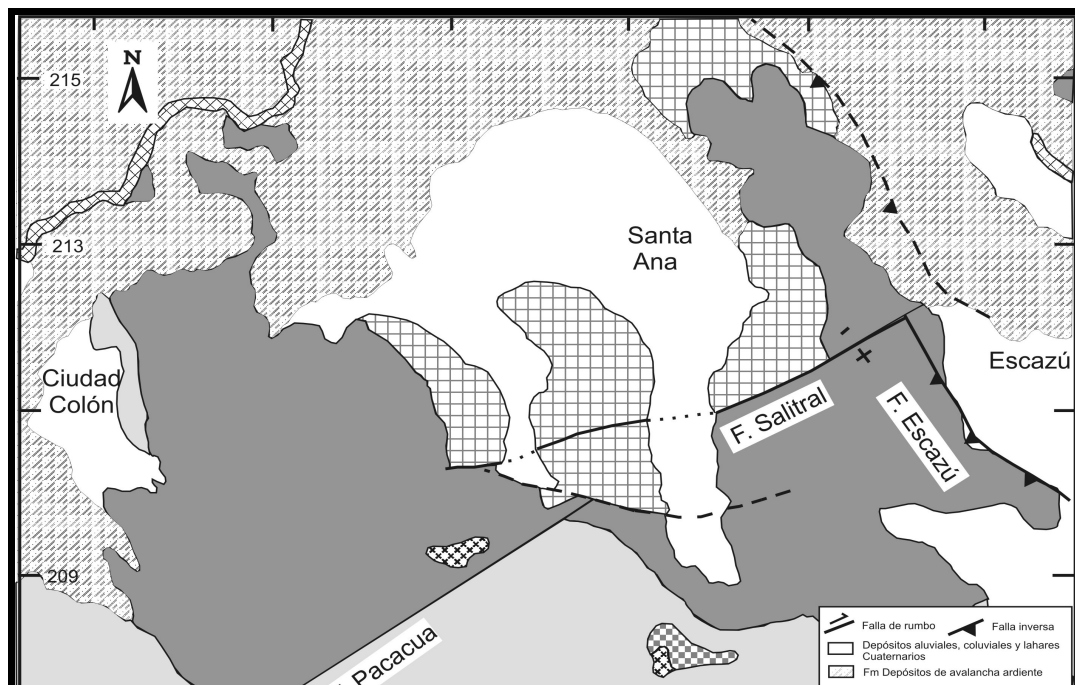 N
215
213
Santa
Ana
Ciudad
Colón
Escazú
F. Salitral
F. Escazú
209
Pacacua
Falla de rumbo
Falla inversa
Depósitos aluviales, coluviales y lahares
Cuaternarios
Fm Depósitos de avalancha ardiente